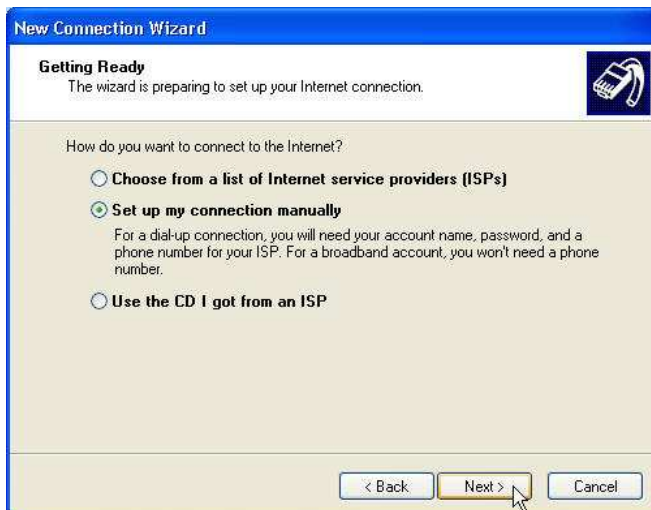 New Connection Wizard
Getting Ready
The wizard is preparing to set up your Internet connection.
How do you want to connect to the Internet?
Choose from a list of Internet service providers (ISPs)
Set up my connection manually
For a dial-up connection, you will need your account name, password, and a
phone number for your ISP. For a broadband account, you won't need a phone
number.
Use the CD I got from an ISP
< Back Next > Cancel